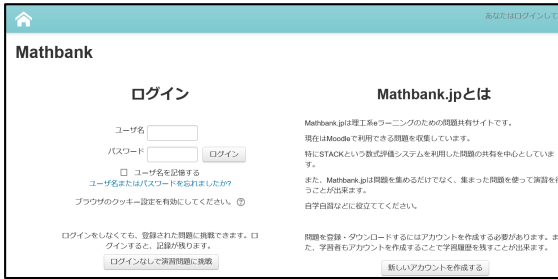 あなたはログインして
Mathbank
ログイン
ユーザ名
パスワード
ログイン
ユーザ名を記憶する
ユーザ名またはパスワードを忘れましたか?
ブラウザのクッキー設定を有効にしてください。
ログインをしなくても、登録された問題に挑戦できます。ロ
グインすると、記録が残ります。
ログインなしで演習問題に挑戦
Mathbank.jpとは
Mathbank.jpは理工系eラーニングのための問題共有サイトです。
現在はMoodleで利用できる問題を収集しています。
特にSTACKという数式評価システムを利用した問題の共有を中心としていま
す。
また、Mathbank.jpは問題を集めるだけでなく、集まった問題を使って演習を行
うことが出来ます。
自学自習などに役立ててください。
問題を登録・ダウンロードするにはアカウントを作成する必要があります。ま
た、学習者もアカウントを作成することで学習履歴を残すことが出来ます。
新しいアカウントを作成する